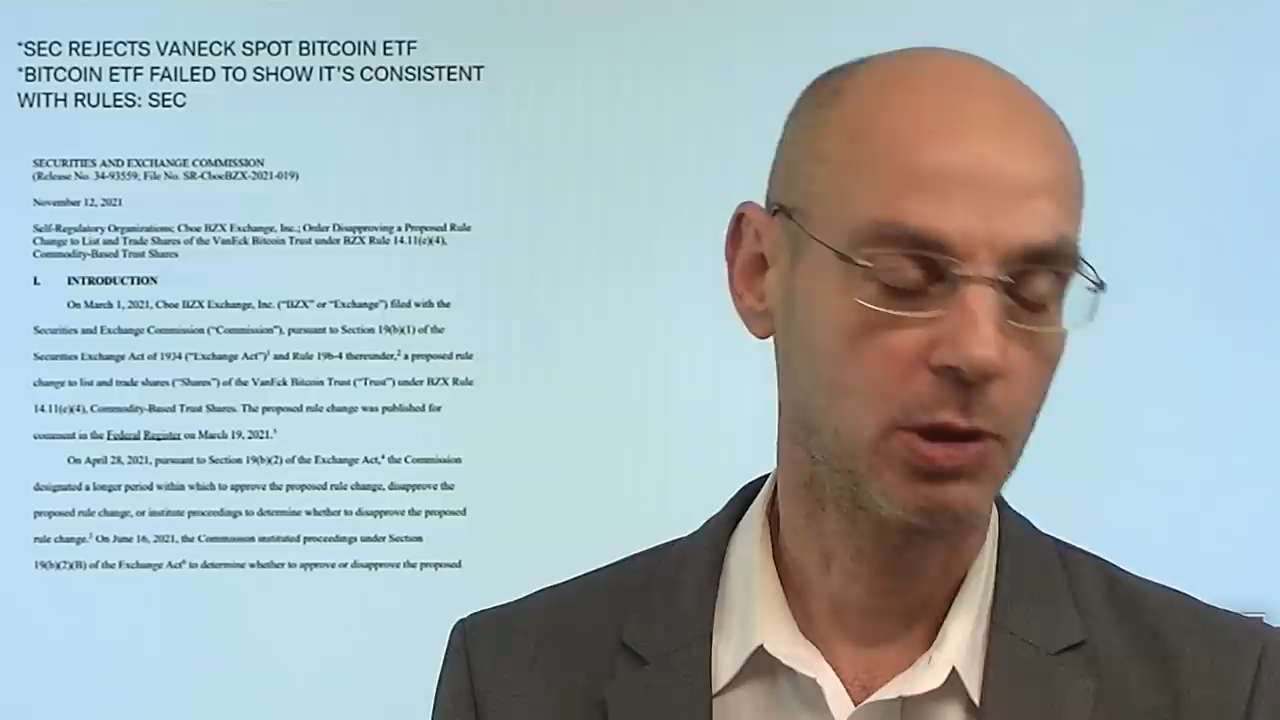 *SEC REJECTS VANECK SPOT BITCOIN ETF
*BITCOIN ETF FAILED TO SHOW IT'S CONSISTENT
WITH RULES: SEC
SECURITIES AND EXCHANGE COMMISSION
(Release No. 34-93559; File No. SR-CboeBZX-2021-019)
November 12, 2021
Self-Regulatory Organizations; Cboe BZX Exchange, Inc.; Order Disapproving a Proposed Rule
Change to List and Trade Shares of the VanEck Bitcoin Trust under BZX Rule 14.11(e)(4),
Commodity-Based Trust Shares
I. INTRODUCTION
On March 1, 2021, Cboe BZX Exchange, Inc. ("BZX" or "Exchange") filed with the
Securities and Exchange Commission ("Commission"), pursuant to Section 19(b)(1) of the
Securities Exchange Act of 1934 ("Exchange Act")¹ and Rule 19b-4 thereunder,² a proposed rule
change to list and trade shares ("Shares") of the VanEck Bitcoin Trust ("Trust") under BZX Rule
14.11(e)(4), Commodity-Based Trust Shares. The proposed rule change was published for
comment in the Federal Register on March 19, 2021.³
On April 28, 2021, pursuant to Section 19(b)(2) of the Exchange Act,⁴ the Commission
designated a longer period within which to approve the proposed rule change, disapprove the
proposed rule change, or institute proceedings to determine whether to disapprove the proposed
rule change.⁵ On June 16, 2021, the Commission instituted proceedings under Section
19(b)(2)(B) of the Exchange Act⁶ to determine whether to approve or disapprove the proposed